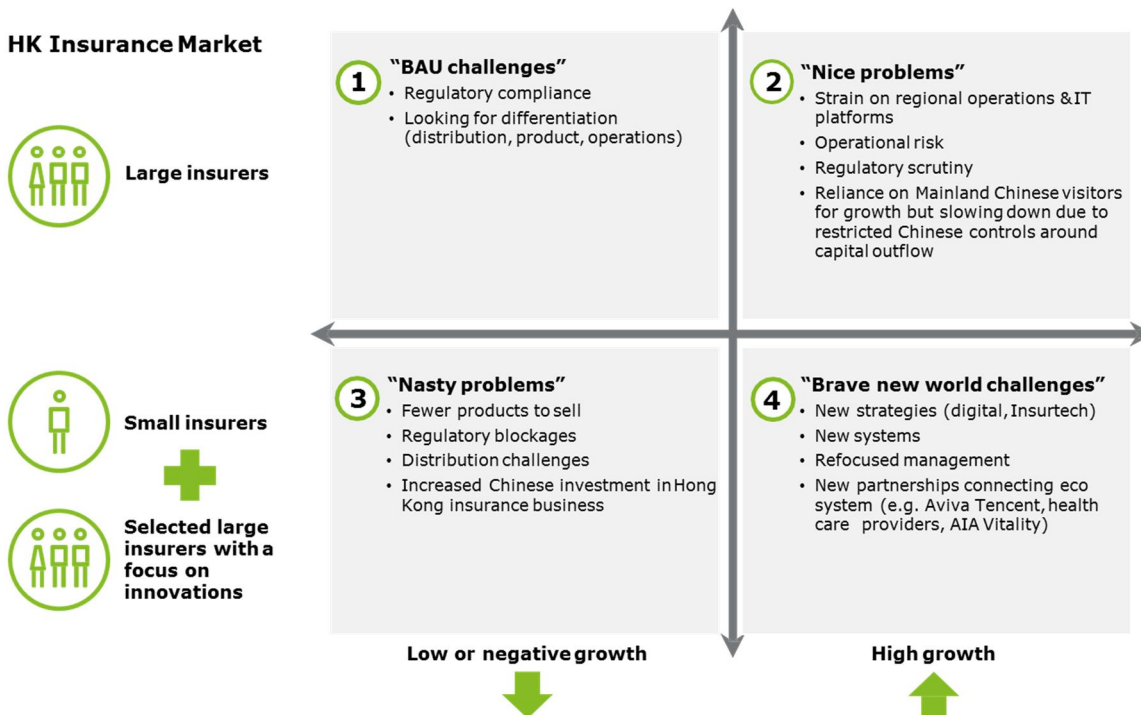 HK Insurance Market
Large insurers
1
"BAU challenges"
• Regulatory compliance
• Looking for differentiation
(distribution, product, operations)
2
"Nice problems"
• Strain on regional operations & IT
platforms
• Operational risk
• Regulatory scrutiny
• Reliance on Mainland Chinese visitors
for growth but slowing down due to
restricted Chinese controls around
capital outflow
Small insurers
Selected large
insurers with a
focus on
innovations
3
"Nasty problems"
• Fewer products to sell
• Regulatory blockages
• Distribution challenges
• Increased Chinese investment in Hong
Kong insurance business
4
"Brave new world challenges"
• New strategies (digital, Insurtech)
• New systems
• Refocused management
• New partnerships connecting eco
system (e.g. Aviva Tencent, health
care providers, AIA Vitality)
Low or negative growth
High growth